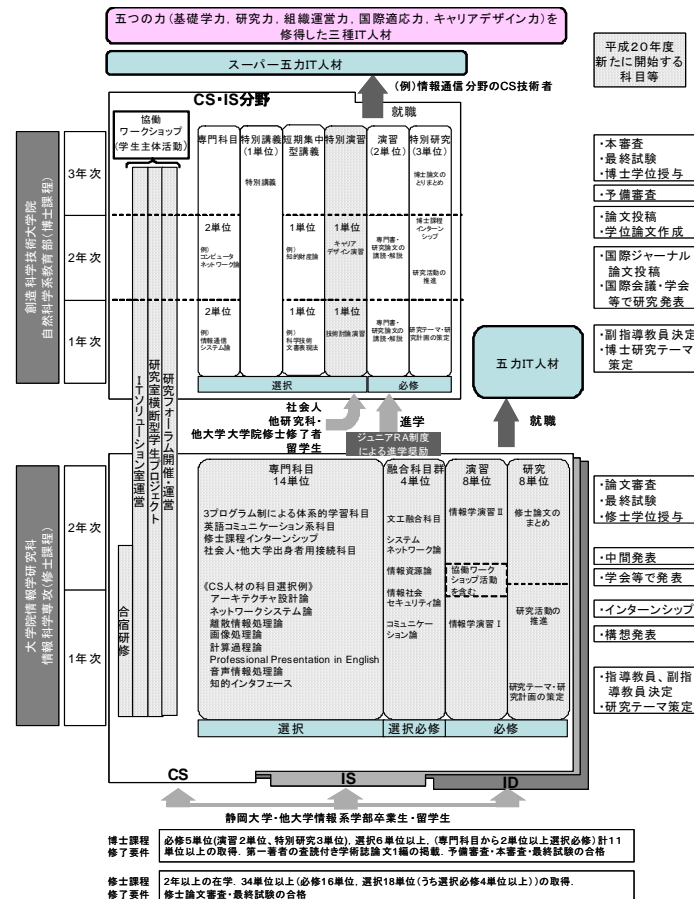 五つの力(基礎学力, 研究力, 組織運営力, 国際適応力, キャリアデザイン力)を
修得した三種IT人材
スーパー五力IT人材
平成20年度
新たに開始する
科目等
(例)情報通信分野のCS技術者
就職
CS・IS分野
協働
ワークショップ
(学生主体活動)
創造科学技術大学院
自然科学系教育部(博士課程)
3年次
2年次
1年次
専門科目
2単位
例)
コンピュータ
ネットワーク論
2単位
例)
情報通信
システム論
特別講義
(1単位)
特別講義
短期集中
型講義
1単位
例)
知的財産論
1単位
例)
科学技術
文書表現法
特別演習
1単位
キャリア
デザイン演習
1単位
技術討論演習
演習
(2単位)
専門書・
研究論文の
講読・解説
専門書・
研究論文の
講読・解説
特別研究
(3単位)
博士論文の
とりまとめ
博士課程
インターン
シップ
研究活動の
推進
研究テーマ・研
究計画の策定
選択
必修
・本審査
・最終試験
・博士学位授与
・予備審査
・論文投稿
・学位論文作成
・国際ジャーナル
論文投稿
・国際会議・学会
等で研究発表
・副指導教員決定
・博士研究テーマ
策定
五力IT人材
就職
社会人
他研究科・
他大学大学院修士修了者
留学生
進学
ジュニアRA制度
による進学奨励
研究フォーラム開催・運営
研究室横断型学生プロジェクト
ITソリューション室運営
合宿研修
大学院情報学研究科
情報科学専攻(修士課程)
2年次
1年次
専門科目
14単位
3プログラム制による体系的学習科目
英語コミュニケーション系科目
修士課程インターンシップ
社会人・他大学出身者用接続科目
《CS人材の科目選択例》
アーキテクチャ設計論
ネットワークシステム論
離散情報処理論
画像処理論
計算過程論
Professional Presentation in English
音声情報処理論
知的インタフェース
融合科目群
4単位
文工融合科目
システム
ネットワーク論
情報資源論
情報社会
セキュリティ論
コミュニケー
ション論
演習
8単位
情報学演習Ⅱ
協働ワーク
ショップ活動
を含む
情報学演習Ⅰ
研究
8単位
修士論文の
まとめ
研究活動の
推進
研究テーマ・研
究計画の策定
選択
選択必修
必修
・論文審査
・最終試験
・修士学位授与
・中間発表
・学会等で発表
・インターンシップ
・構想発表
・指導教員、副指
導教員決定
・研究テーマ策定
CS
IS
ID
静岡大学・他大学情報系学部卒業生・留学生
博士課程
修了要件
必修5単位(演習2単位、特別研究3単位), 選択6単位以上, (専門科目から2単位以上選択必修)計11
単位以上の取得. 第一著者の査読付き学術誌論文1編の掲載. 予備審査・本審査・最終試験の合格
修士課程
修了要件
2年以上の在学. 34単位以上(必修16単位, 選択18単位(うち選択必修4単位以上))の取得.
修士論文審査・最終試験の合格